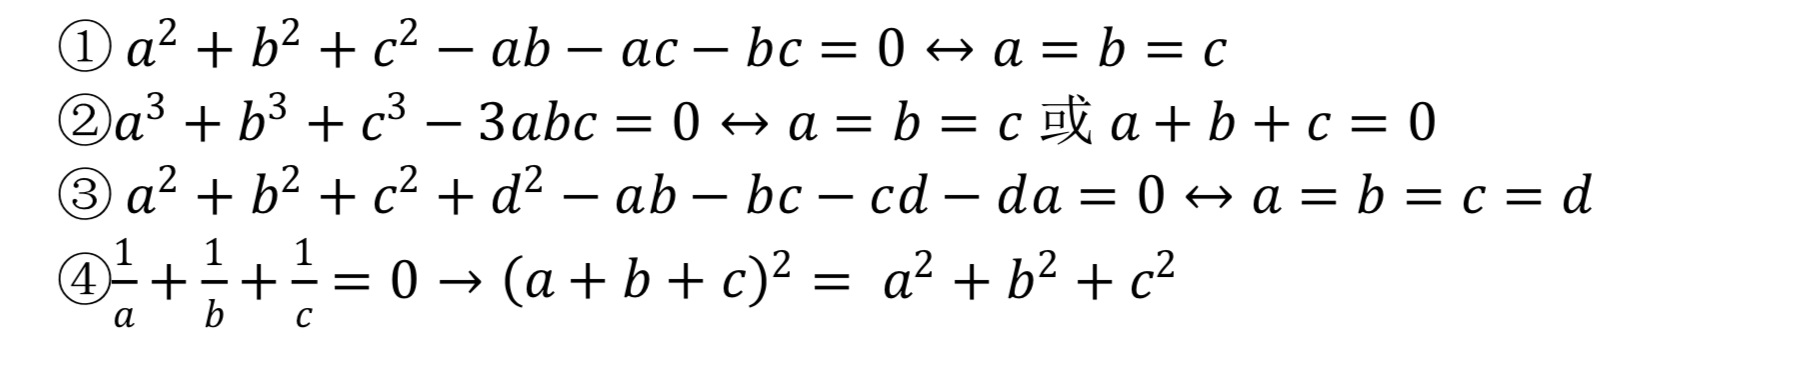 ① a² + b² + c² − ab − ac − bc = 0 ↔ a = b = c
②a³ + b³ + c³ − 3abc = 0 ↔ a = b = c 或 a + b + c = 0
③ a² + b² + c² + d² − ab − bc − cd − da = 0 ↔ a = b = c = d
④1/a + 1/b + 1/c = 0 → (a + b + c)² = a² + b² + c²